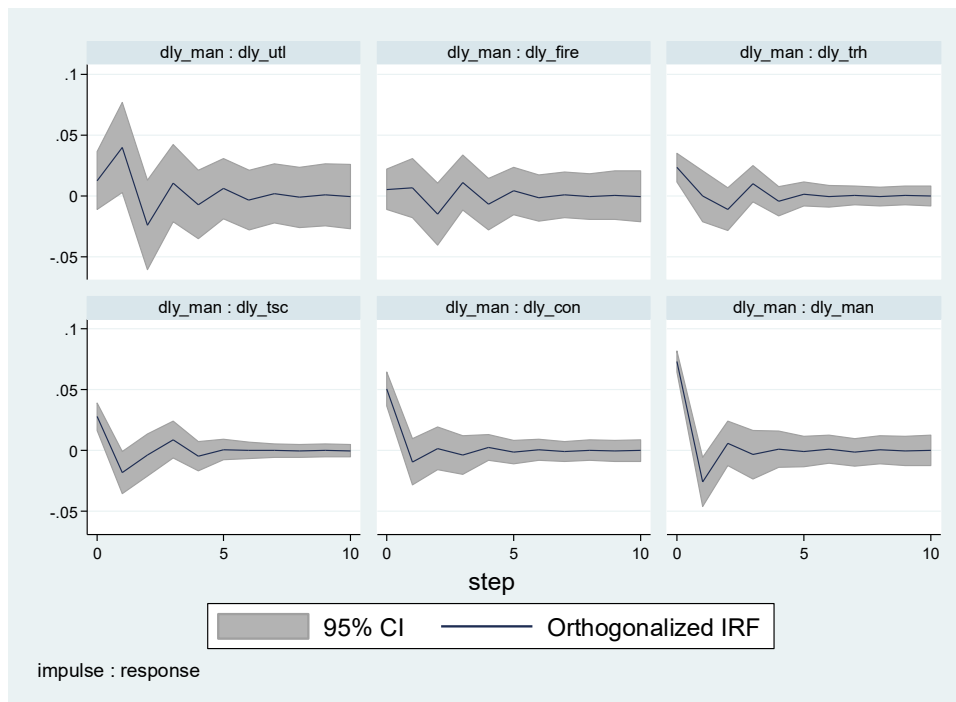 dly_man : dly_utl
dly_man : dly_fire
dly_man : dly_trh
.1
.05
0
-.05
dly_man : dly_tsc
dly_man : dly_con
dly_man : dly_man
.1
.05
0
-.05
0 5 10
0 5 10
0 5 10
step
95% CI
Orthogonalized IRF
impulse : response